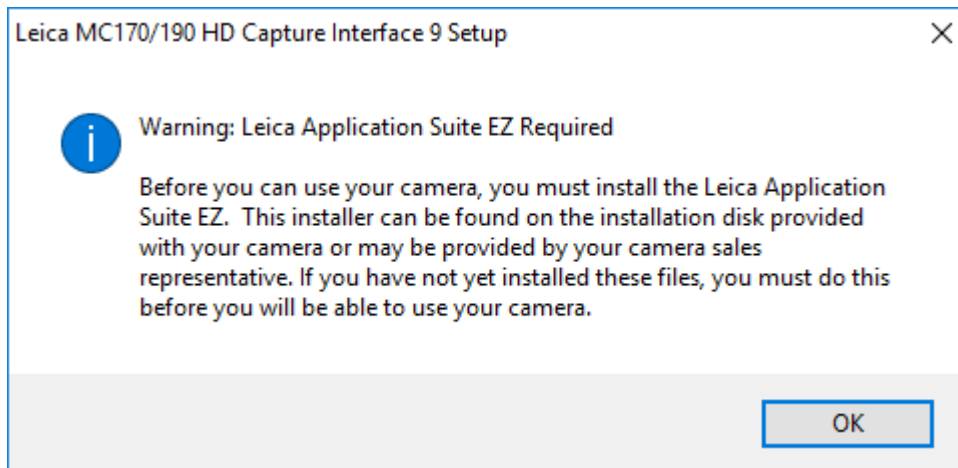 Leica MC170/190 HD Capture Interface 9 Setup
Warning: Leica Application Suite EZ Required
Before you can use your camera, you must install the Leica Application
Suite EZ.  This installer can be found on the installation disk provided
with your camera or may be provided by your camera sales
representative. If you have not yet installed these files, you must do this
before you will be able to use your camera.
OK